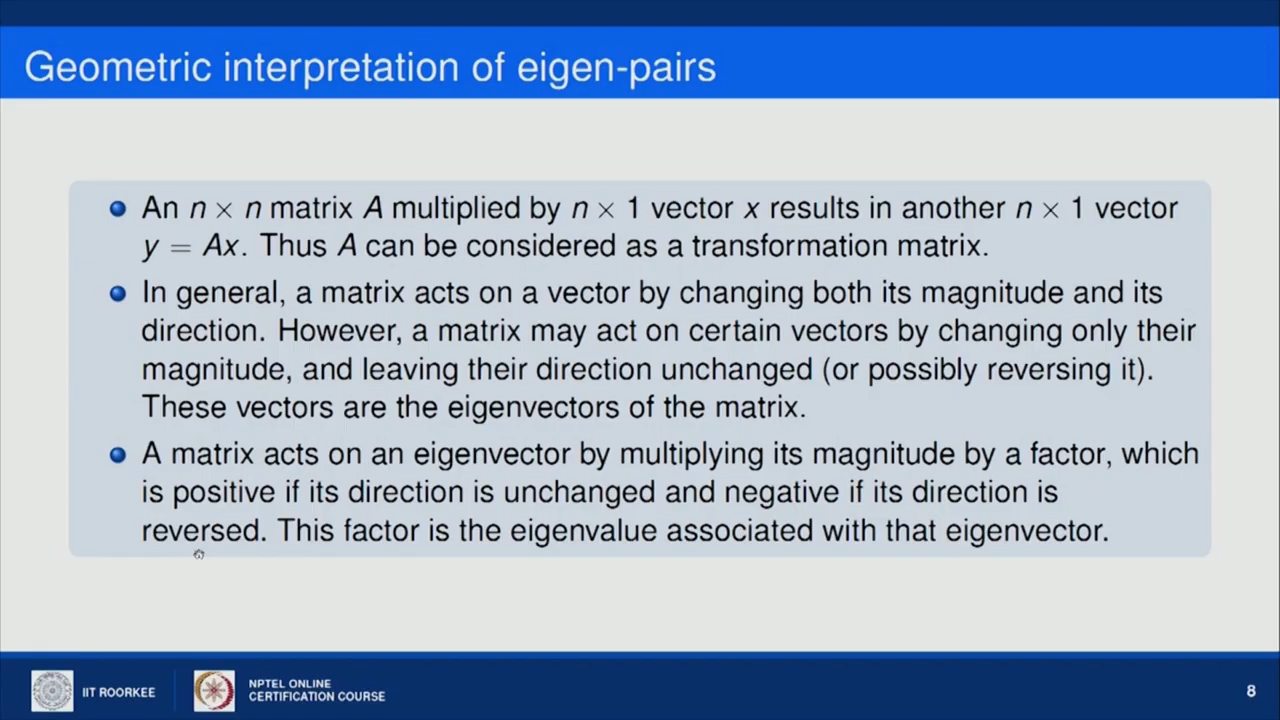 Geometric interpretation of eigen-pairs
An n × n matrix A multiplied by n × 1 vector x results in another n × 1 vector
y = Ax. Thus A can be considered as a transformation matrix.
In general, a matrix acts on a vector by changing both its magnitude and its
direction. However, a matrix may act on certain vectors by changing only their
magnitude, and leaving their direction unchanged (or possibly reversing it).
These vectors are the eigenvectors of the matrix.
A matrix acts on an eigenvector by multiplying its magnitude by a factor, which
is positive if its direction is unchanged and negative if its direction is
reversed. This factor is the eigenvalue associated with that eigenvector.
IIT ROORKEE
NPTEL ONLINE
CERTIFICATION COURSE
8